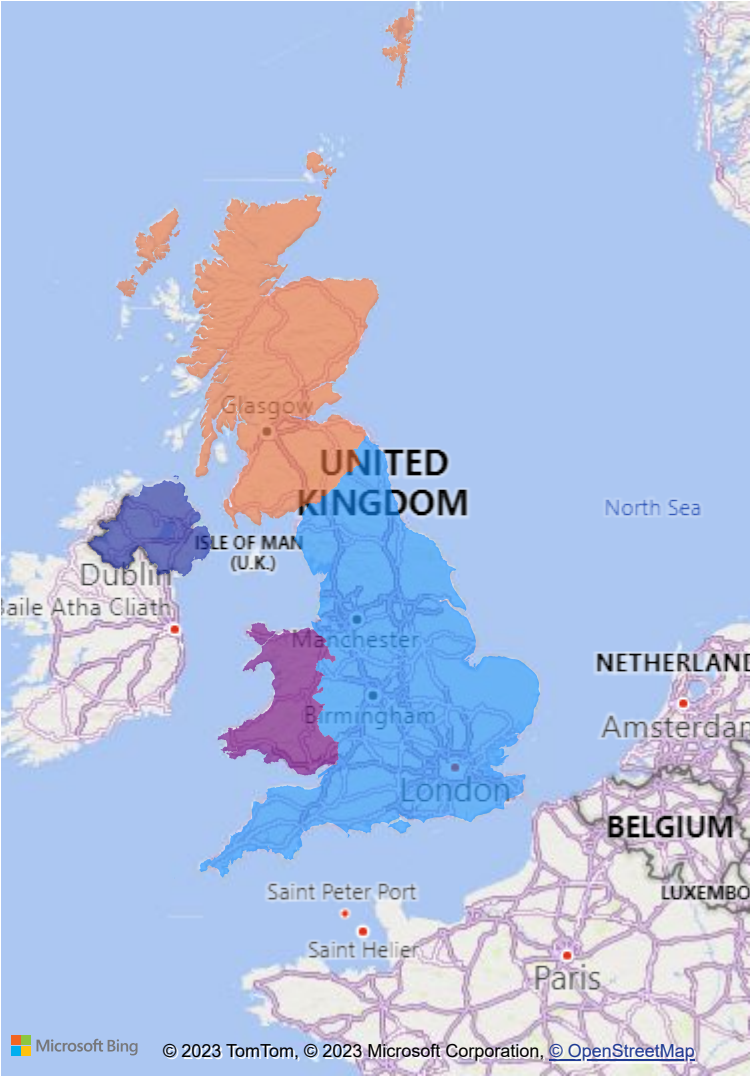 Glasgow
UNITED
KINGDOM
North Sea
ISLE OF MAN
(U.K.)
Dublin
Baile Atha Cliath
Manchester
NETHERLAND
Birmingham
Amsterdar
London
BELGIUM
Saint Peter Port
LUXEMBO
Saint Helier
Paris
Microsoft Bing
© 2023 TomTom, © 2023 Microsoft Corporation, © OpenStreetMap